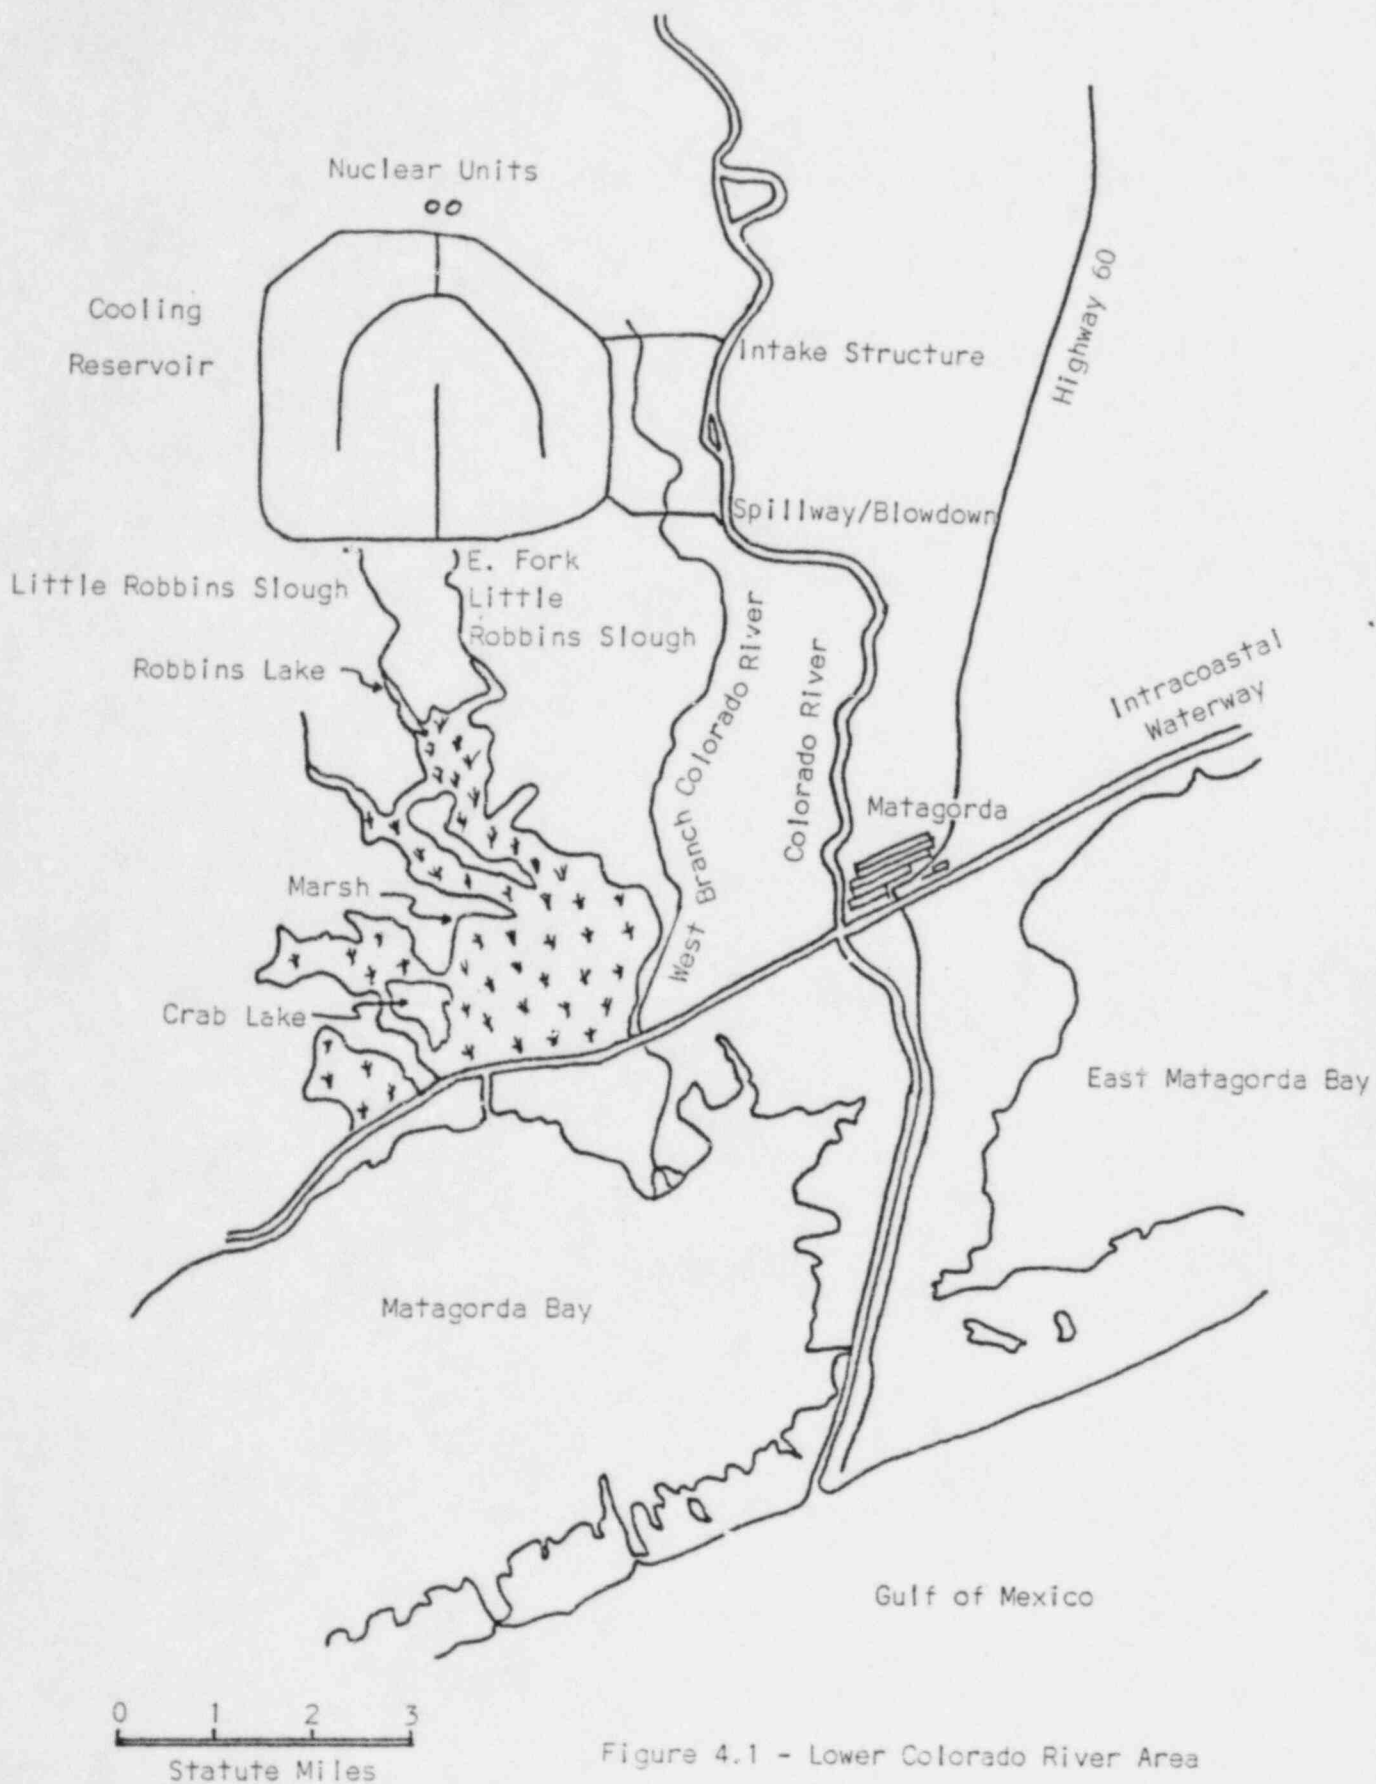 Nuclear Units
Cooling
Reservoir
Highway 60
Intake Structure
Spillway/Blowdown
E. Fork
Little
Robbins Slough
Little Robbins Slough
Robbins Lake
West Branch Colorado River
Colorado River
Intracoastal
Waterway
Matagorda
Marsh
Crab Lake
East Matagorda Bay
Matagorda Bay
Gulf of Mexico
0 1 2 3
Statute Miles
Figure 4.1 - Lower Colorado River Area